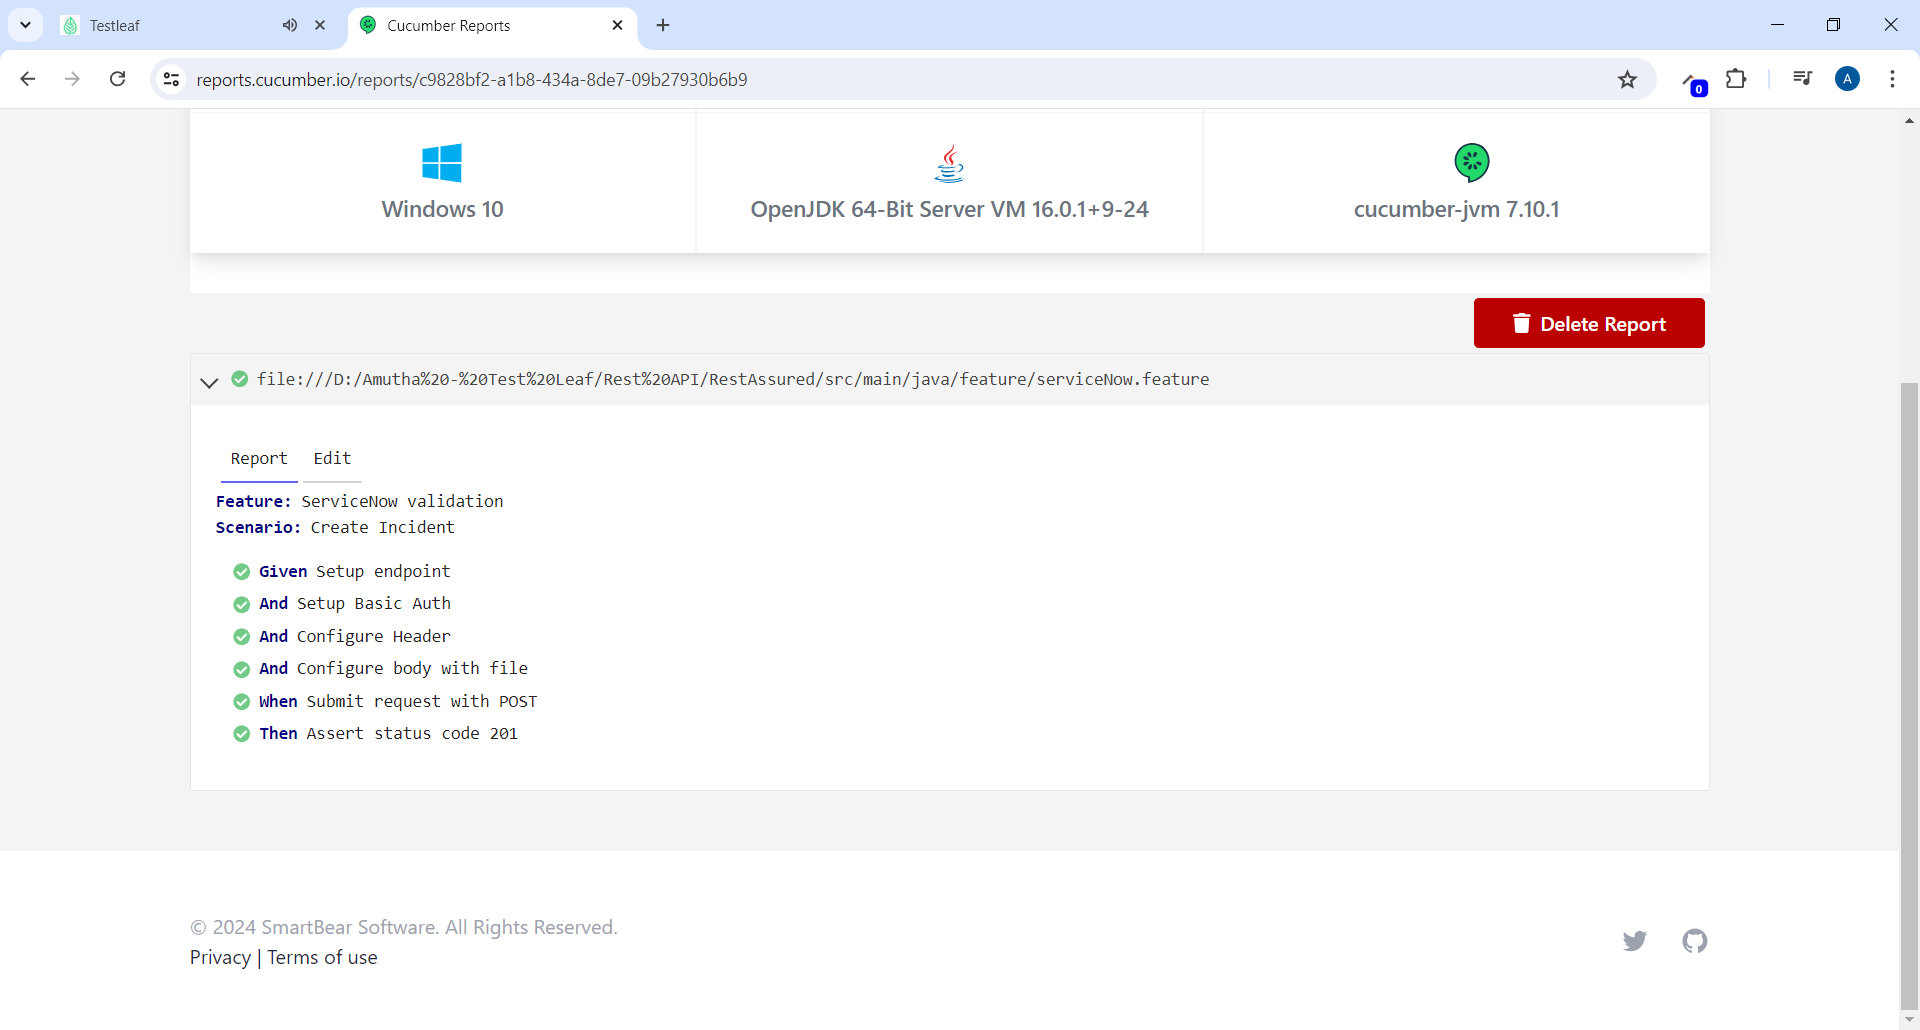 Testleaf
Cucumber Reports
reports.cucumber.io/reports/c9828bf2-a1b8-434a-8de7-09b27930b6b9
0
A
Windows 10
OpenJDK 64-Bit Server VM 16.0.1+9-24
cucumber-jvm 7.10.1
Delete Report
file:///D:/Amutha%20-%20Test%20Leaf/Rest%20API/RestAssured/src/main/java/feature/serviceNow.feature
Report Edit
Feature: ServiceNow validation
Scenario: Create Incident
Given Setup endpoint
And Setup Basic Auth
And Configure Header
And Configure body with file
When Submit request with POST
Then Assert status code 201
© 2024 SmartBear Software. All Rights Reserved.
Privacy | Terms of use